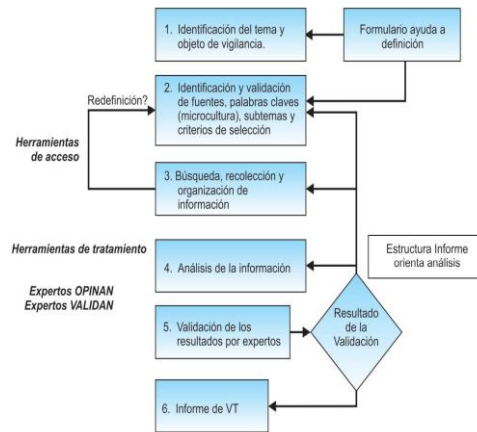 1. Identificación del tema y
objeto de vigilancia.
Formulario ayuda a
definición
Redefinición?
2. Identificación y validación
de fuentes, palabras claves
(microcultura), subtemas y
criterios de selección
Herramientas
de acceso
3. Búsqueda, recolección y
organización de
información
Herramientas de tratamiento
4. Análisis de la información
Estructura Informe
orienta análisis
Expertos OPINAN
Expertos VALIDAN
5. Validación de los
resultados por expertos
Resultado
de la
Validación
6. Informe de VT